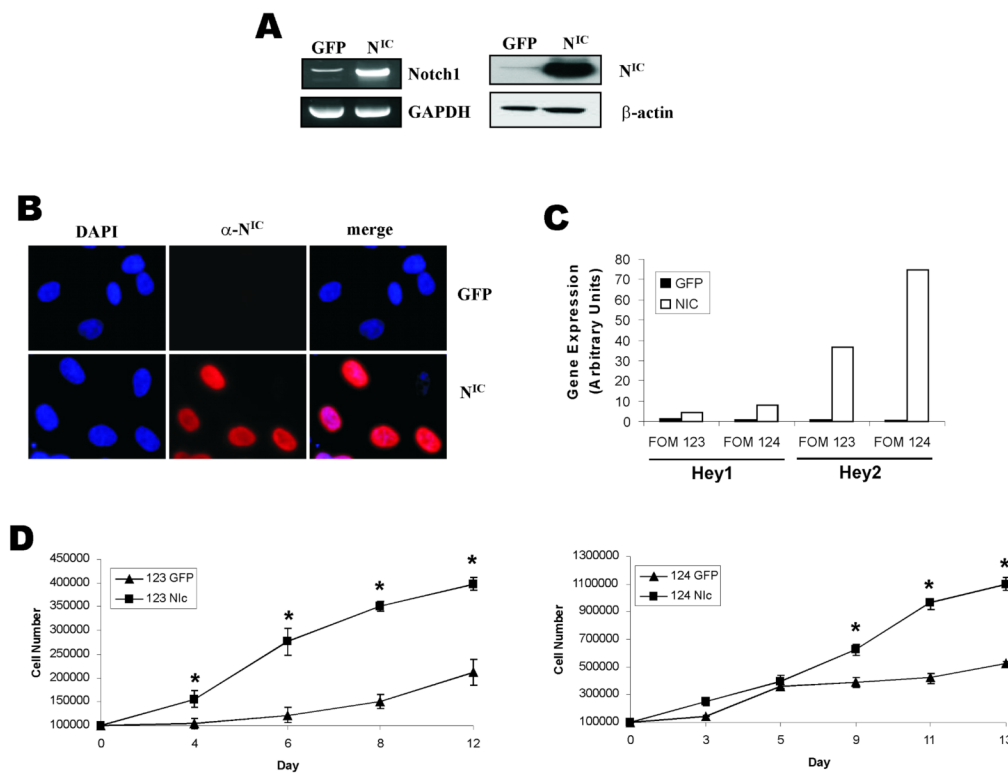 A
GFP N^IC
Notch1
GAPDH
GFP N^IC
N^IC
β-actin
B
DAPI α-N^IC merge
GFP
N^IC
C
Gene Expression
(Arbitrary Units)
80
70
60
50
40
30
20
10
0
GFP
NIC
FOM 123 FOM 124 FOM 123 FOM 124
Hey1 Hey2
D
Cell Number
450000
400000
350000
300000
250000
200000
150000
100000
123 GFP
123 NIc
* * * *
0 4 6 8 12
Day
Cell Number
1300000
1100000
900000
700000
500000
300000
100000
124 GFP
124 NIc
* * *
0 3 5 9 11 13
Day